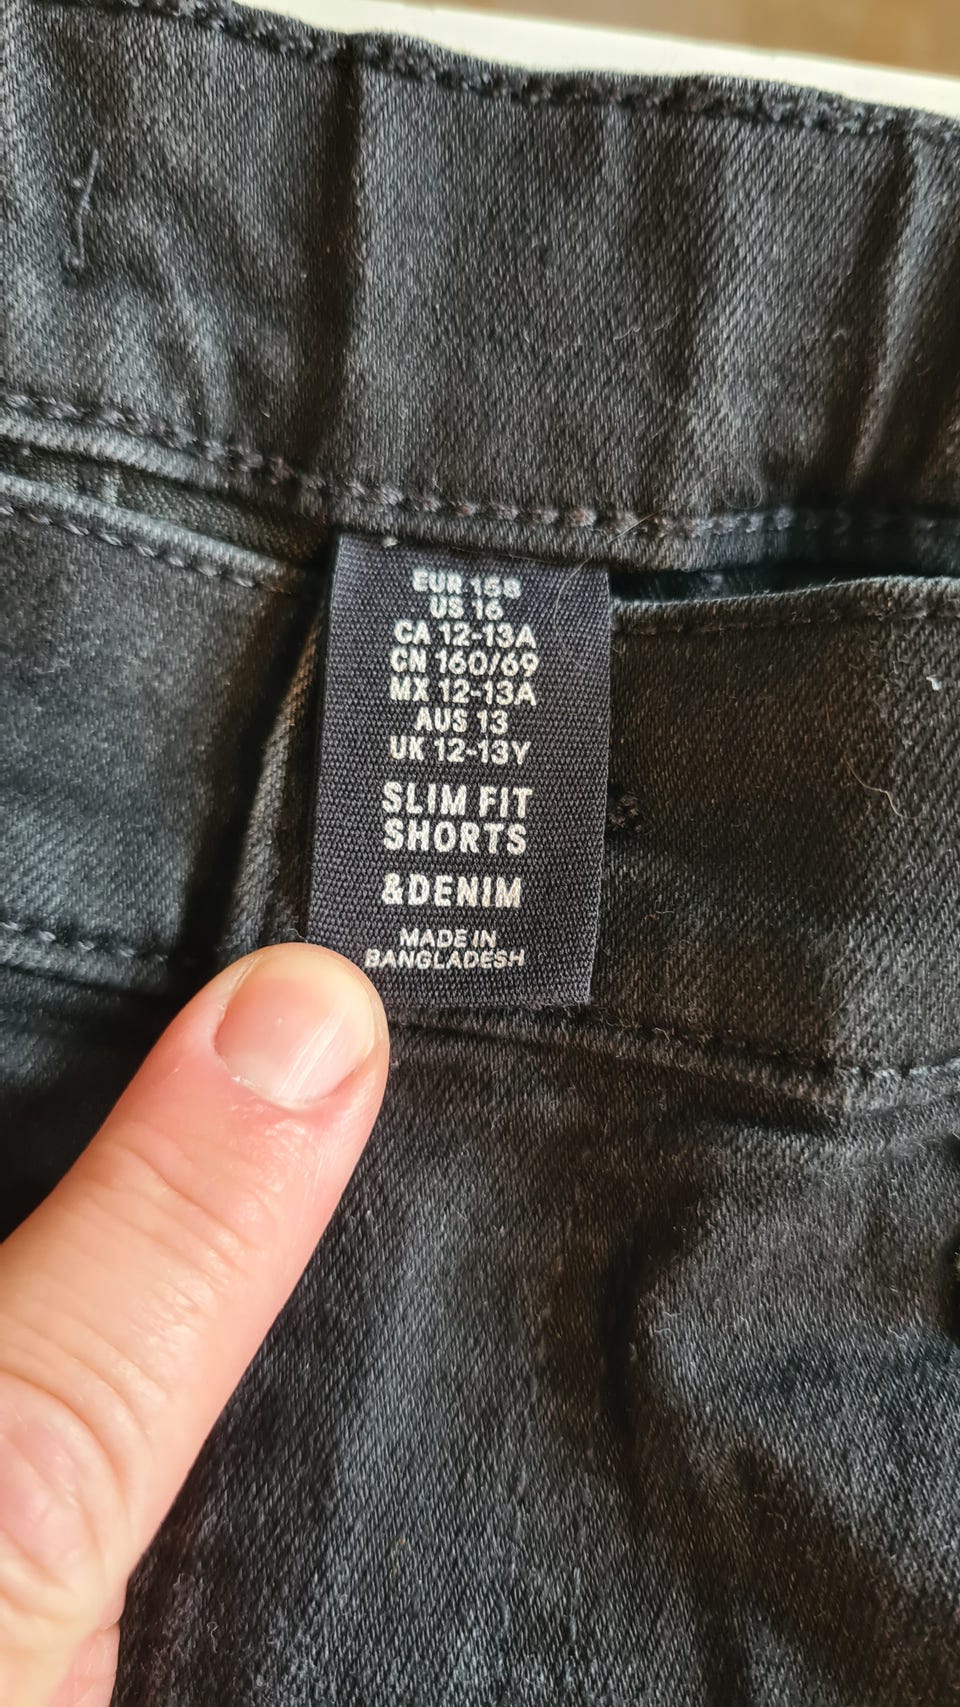 EUR 158
US 16
CA 12-13A
CN 160/69
MX 12-13A
AUS 13
UK 12-13Y
SLIM FIT
SHORTS
&DENIM
MADE IN
BANGLADESH